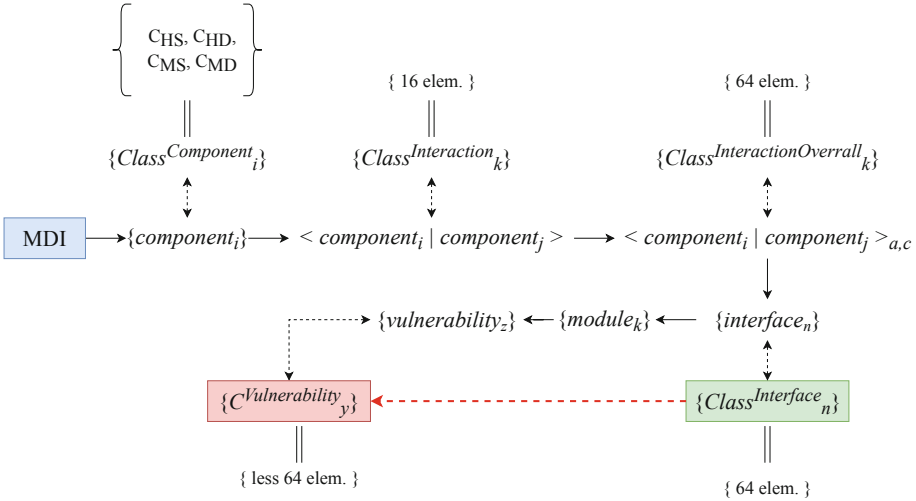 { C_HS, C_HD,
C_MS, C_MD }
{ 16 elem. }
{ 64 elem. }
{Class^Component_i}
{Class^Interaction_k}
{Class^InteractionOverrall_k}
MDI
{component_i}
< component_i | component_j >
< component_i | component_j >_a,c
{vulnerability_z}
{module_k}
{interface_n}
{C^Vulnerability_y}
{Class^Interface_n}
{ less 64 elem. }
{ 64 elem. }